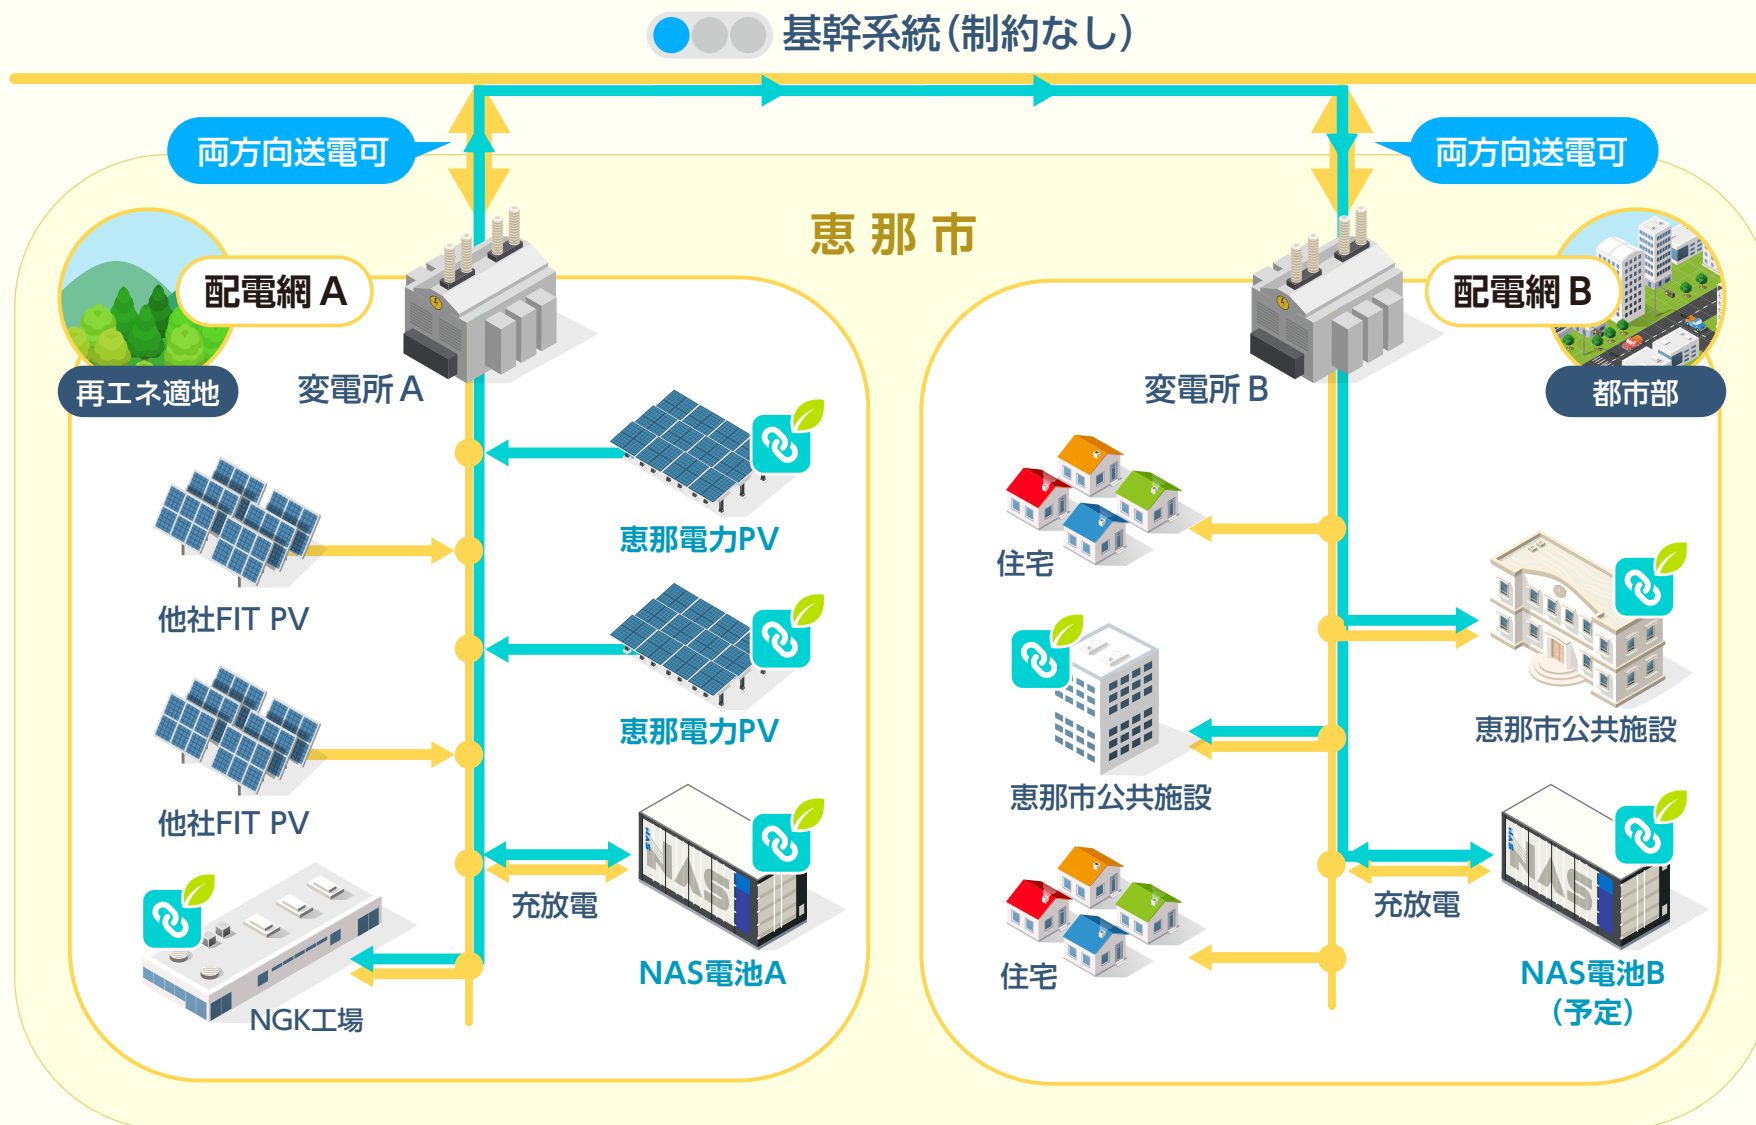 基幹系統(制約なし)
両方向送電可
両方向送電可
恵那市
配電網 A
配電網 B
再エネ適地
変電所 A
変電所 B
都市部
恵那電力PV
他社FIT PV
恵那電力PV
他社FIT PV
NAS
NAS
充放電
NAS電池A
NGK工場
住宅
恵那市公共施設
恵那市公共施設
NAS
NAS
充放電
住宅
NAS電池B
(予定)